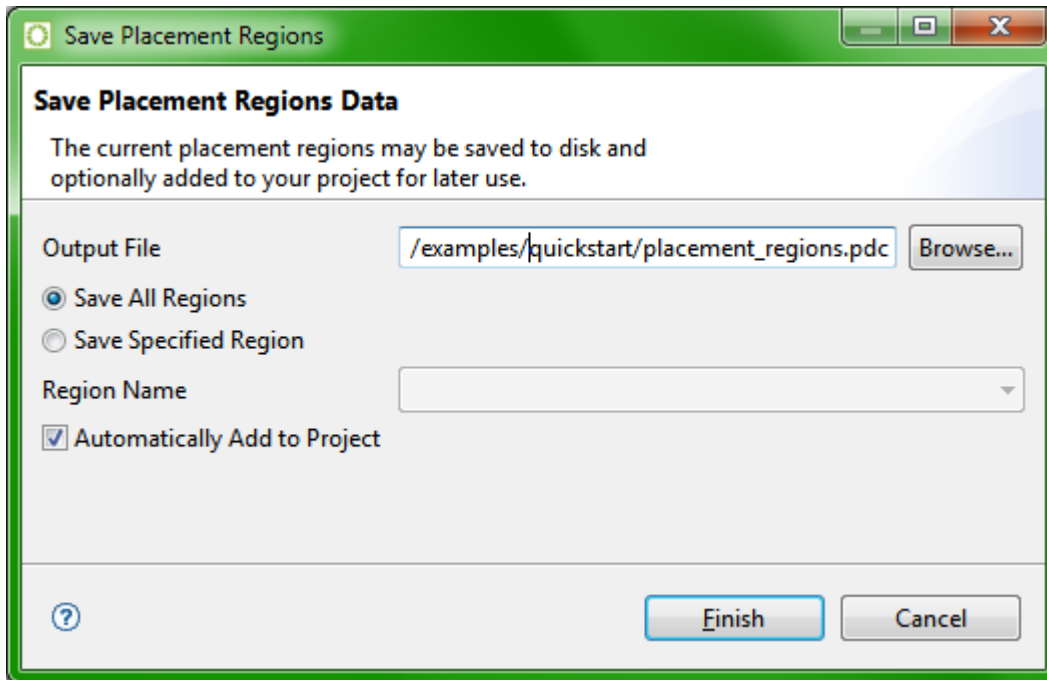 Save Placement Regions
Save Placement Regions Data
The current placement regions may be saved to disk and
optionally added to your project for later use.
Output File /examples/quickstart/placement_regions.pdc Browse...
Save All Regions
Save Specified Region
Region Name
Automatically Add to Project
Finish Cancel